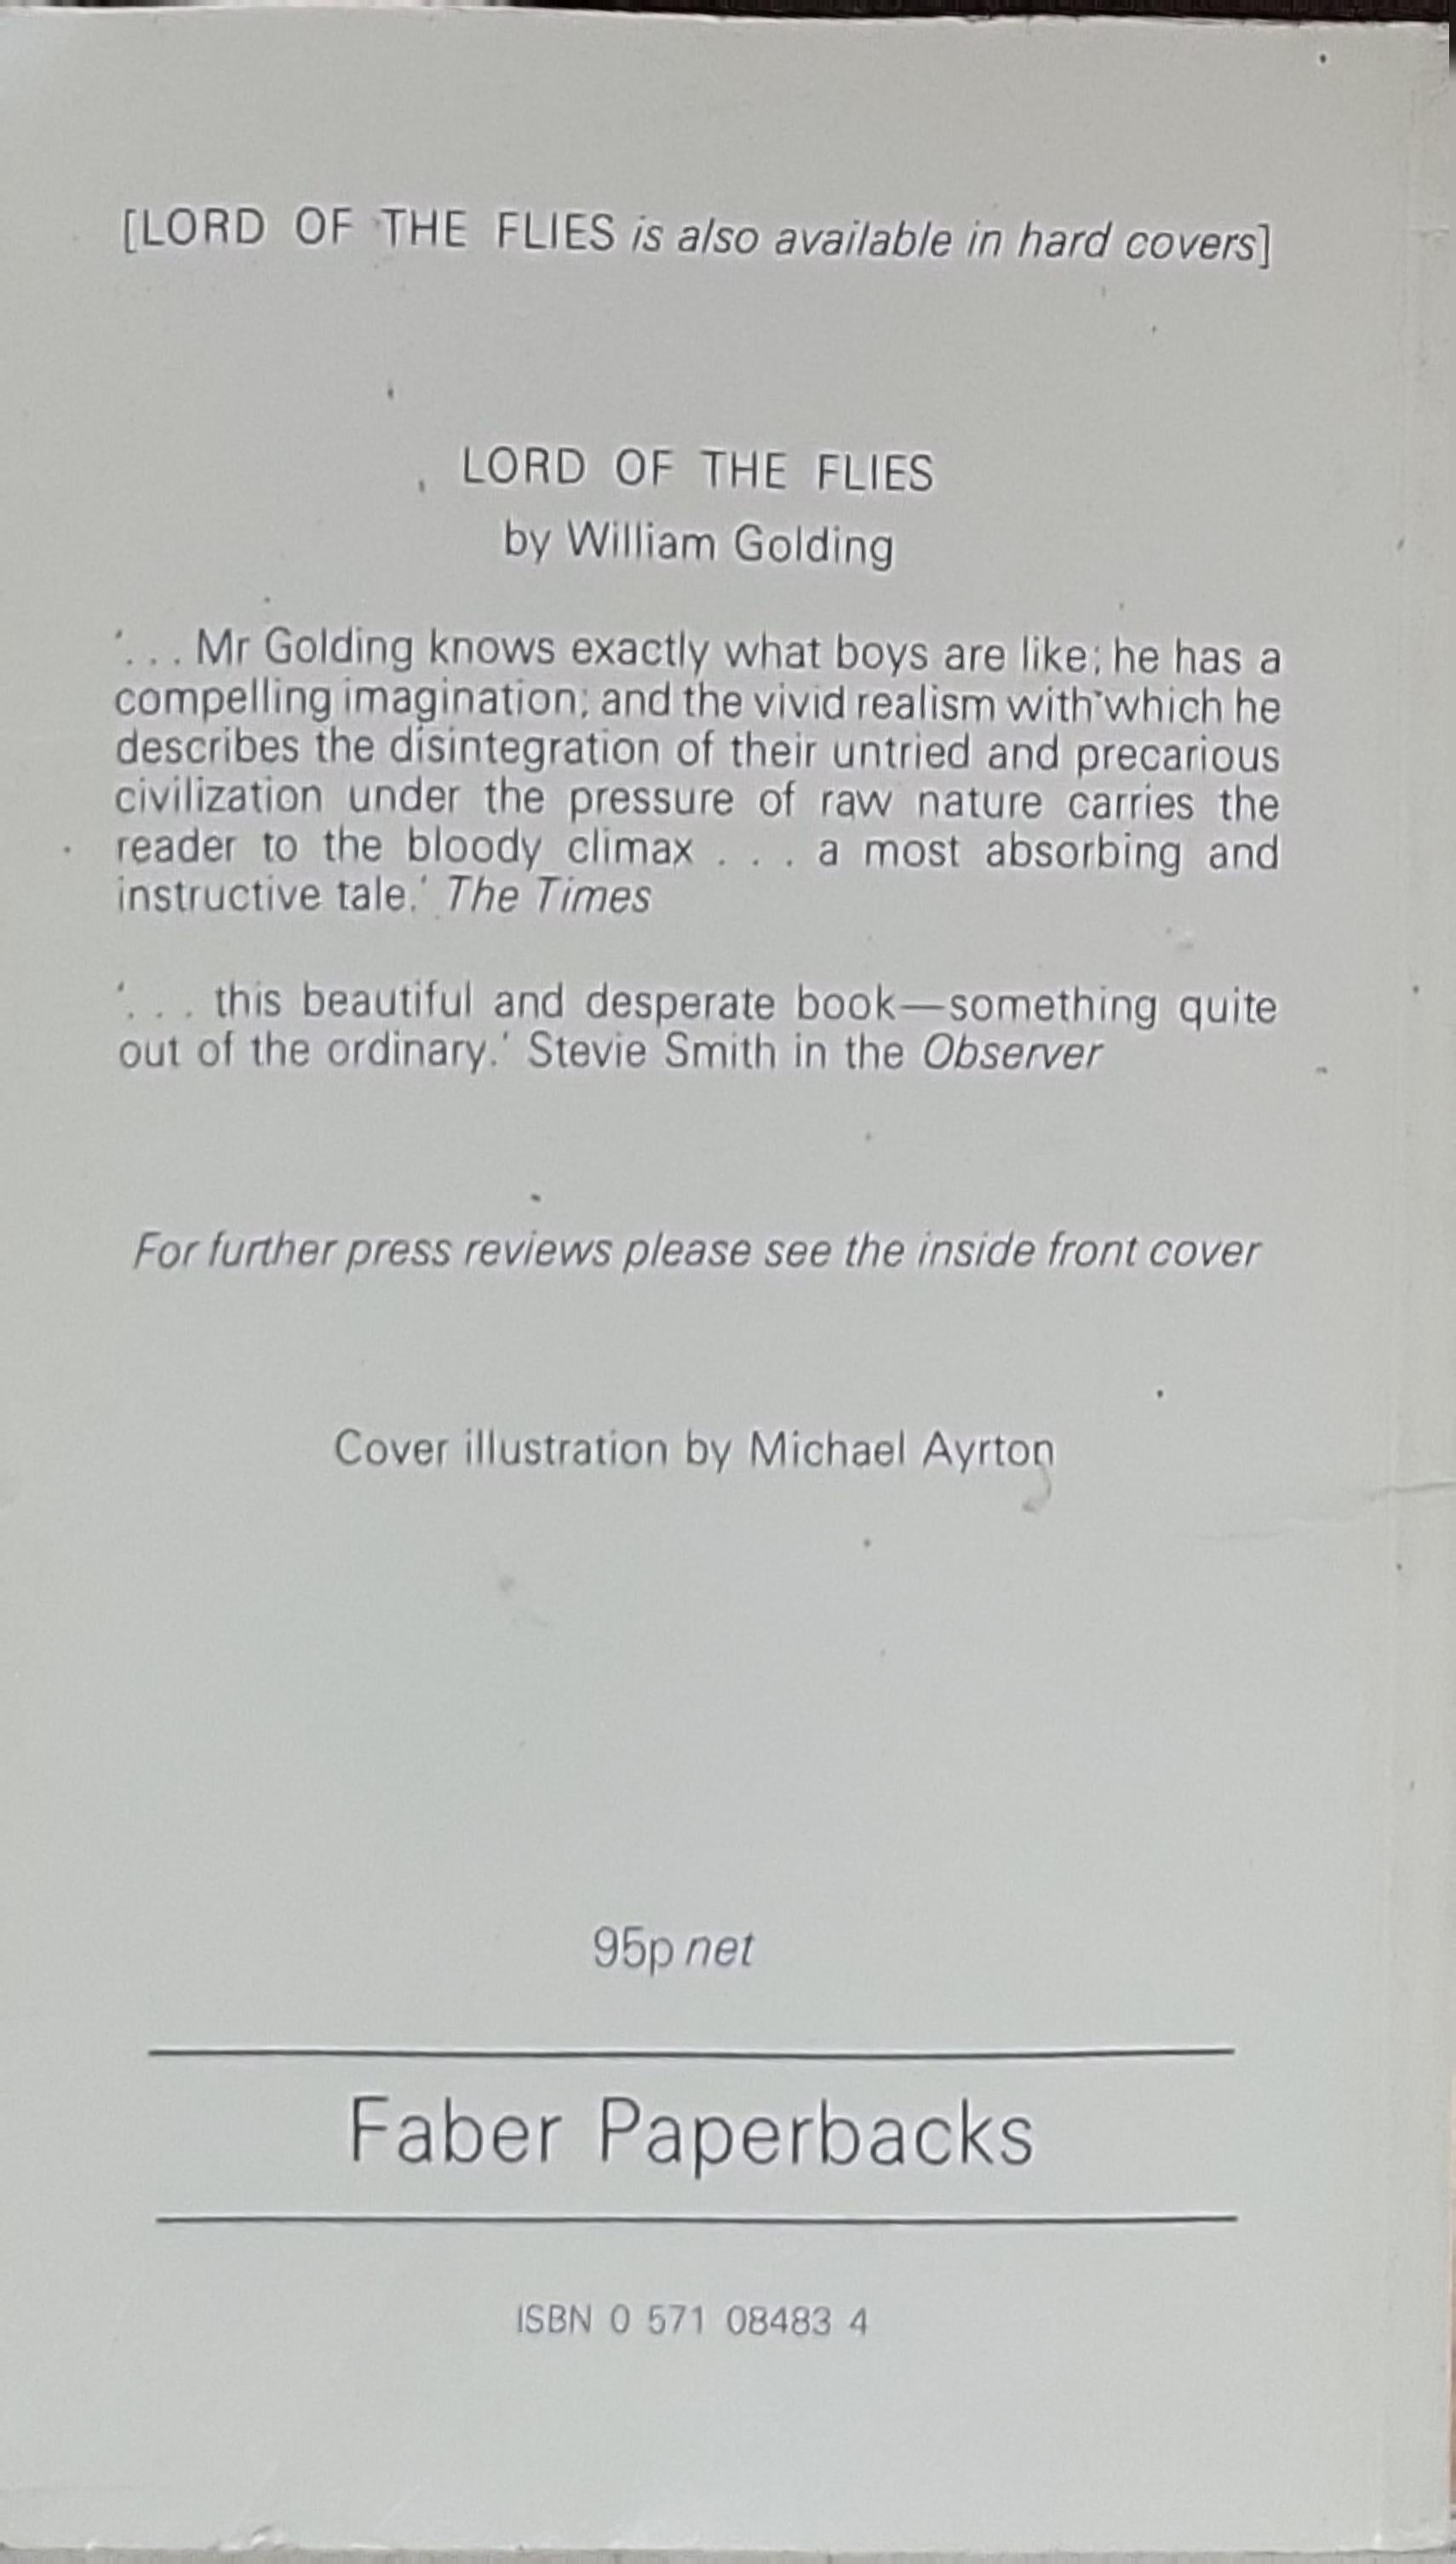 [LORD OF THE FLIES is also available in hard covers]
LORD OF THE FLIES
by William Golding
‘. . . Mr Golding knows exactly what boys are like; he has a
compelling imagination; and the vivid realism with which he
describes the disintegration of their untried and precarious
civilization under the pressure of raw nature carries the
reader to the bloody climax . . . a most absorbing and
instructive tale.’ The Times
‘. . . this beautiful and desperate book—something quite
out of the ordinary.’ Stevie Smith in the Observer
For further press reviews please see the inside front cover
Cover illustration by Michael Ayrton
95p net
Faber Paperbacks
ISBN 0 571 08483 4